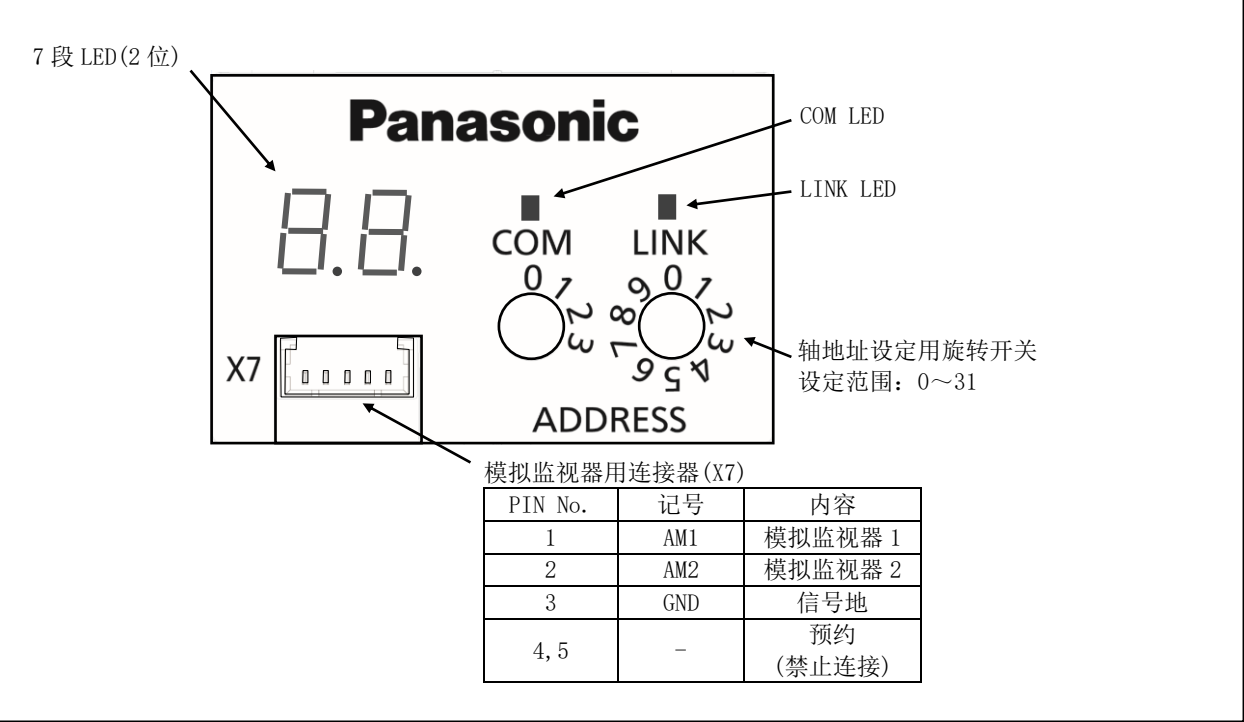 7段LED(2位)
Panasonic
COM LED
LINK LED
8.8.
COM
LINK
0 1 2 3
0 1 2 3 4 5 6 7 8 9
X7
轴地址设定用旋转开关
设定范围：0～31
ADDRESS
模拟监视器用连接器(X7)
PIN No. 记号 内容
1 AM1 模拟监视器1
2 AM2 模拟监视器2
3 GND 信号地
4,5 - 预约
(禁止连接)